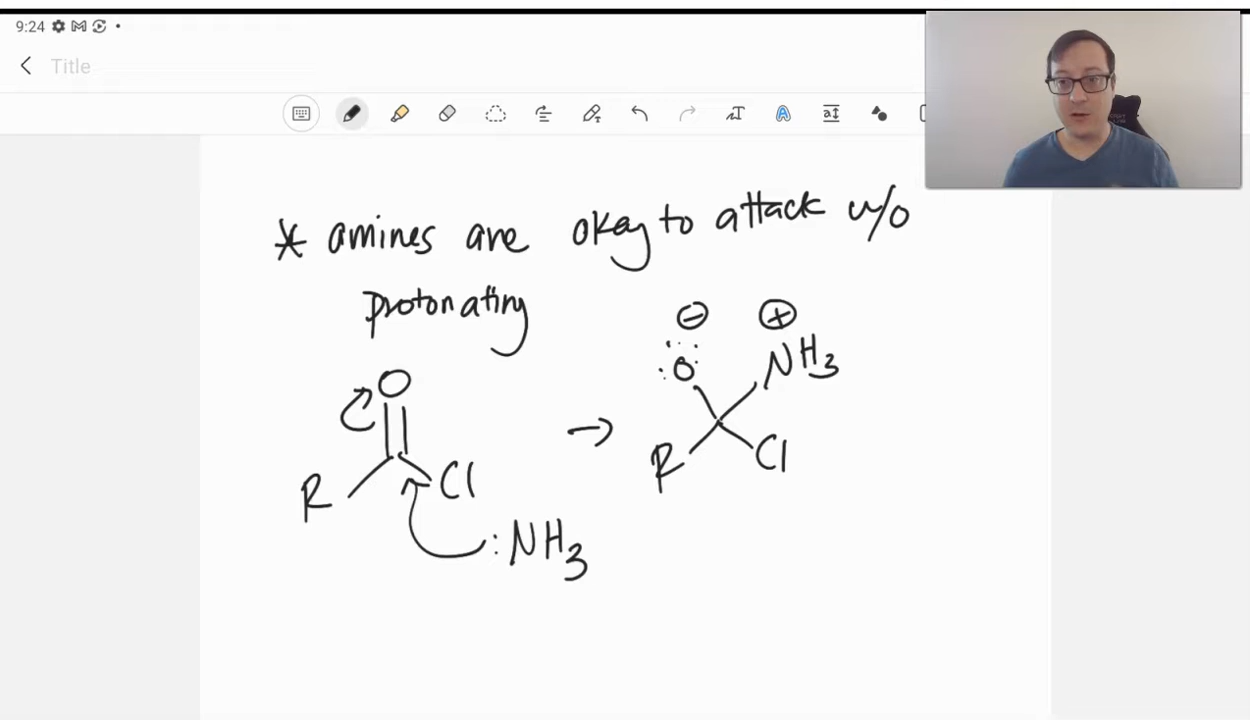 9:24
Title
* amines are okay to attack w/o
protonating
⊖ ⊕
O :O: NH3
R Cl → R Cl
:NH3